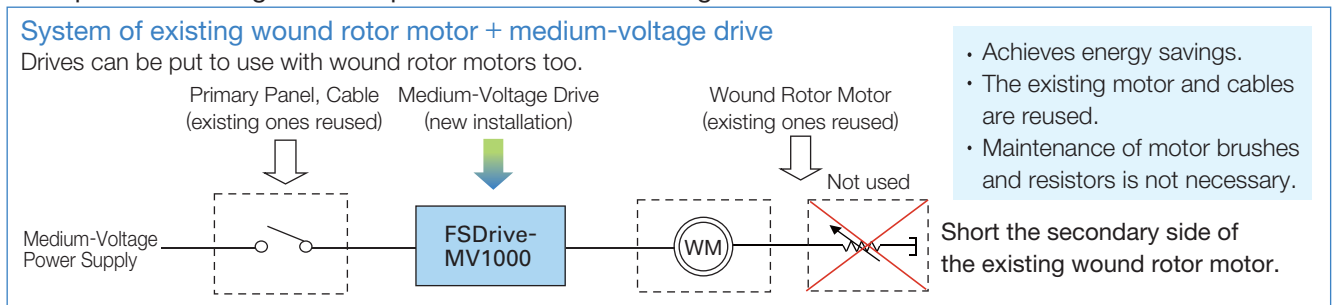 System of existing wound rotor motor + medium-voltage drive
Drives can be put to use with wound rotor motors too.
Primary Panel, Cable
(existing ones reused)
Medium-Voltage Drive
(new installation)
Wound Rotor Motor
(existing ones reused)
Not used
Medium-Voltage
Power Supply
FSDrive-
MV1000
WM
• Achieves energy savings.
• The existing motor and cables
are reused.
• Maintenance of motor brushes
and resistors is not necessary.
Short the secondary side of
the existing wound rotor motor.